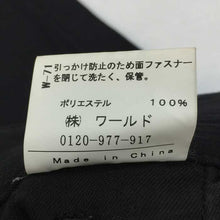 W-71
引っかけ防止のため面ファスナー
を閉じて洗たく、保管。
ポリエステル 100%
㈱ ワールド
0120-977-917
Made in China